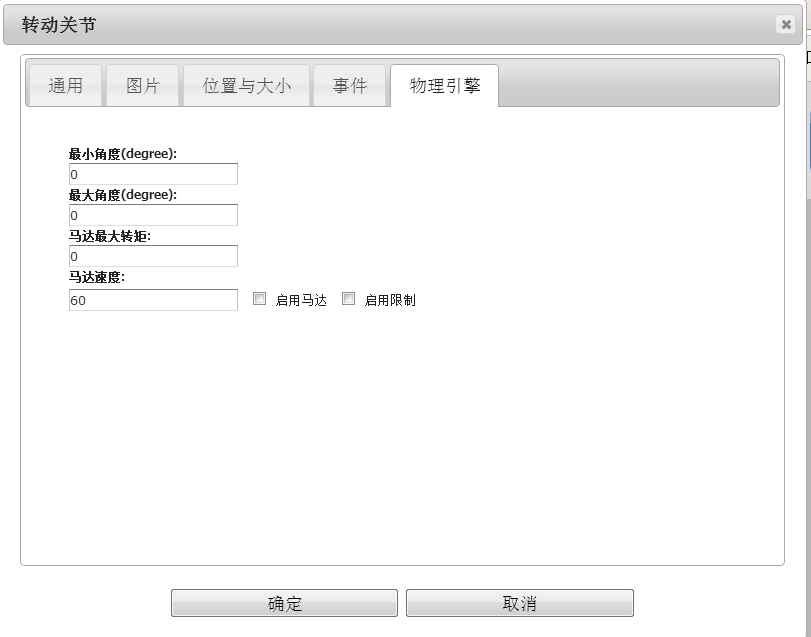 转动关节
通用 图片 位置与大小 事件 物理引擎
最小角度(degree):
0
最大角度(degree):
0
马达最大转矩:
0
马达速度:
60 启用马达 启用限制
确定 取消